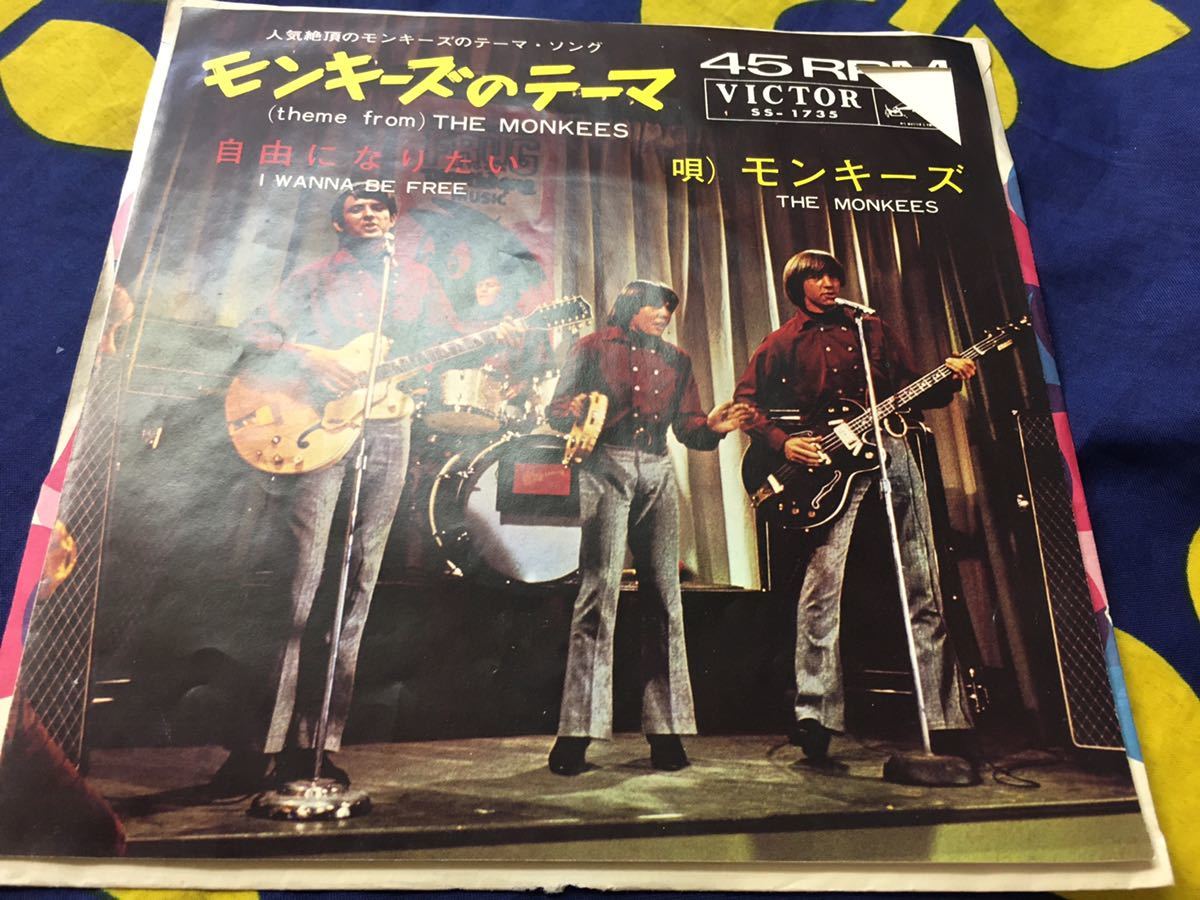 人気絶頂のモンキーズのテーマ・ソング
モンキーズのテーマ
(theme from) THE MONKEES
自由になりたい
I WANNA BE FREE
45 RPM
VICTOR
SS-1735
唄) モンキーズ
THE MONKEES
MUSIC